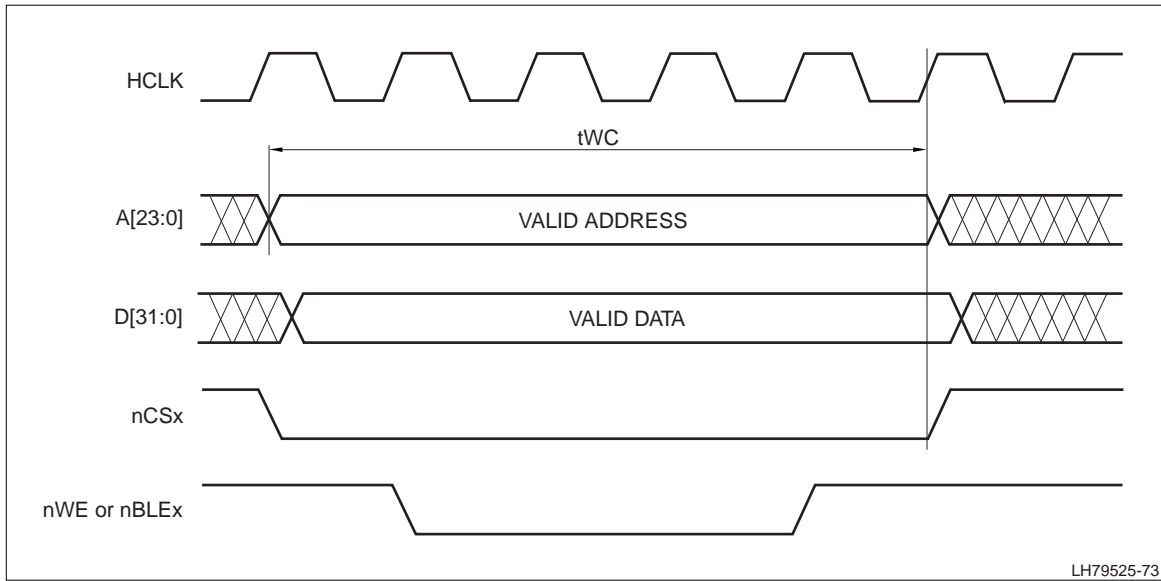 HCLK
tWC
A[23:0]
VALID ADDRESS
D[31:0]
VALID DATA
nCSx
nWE or nBLEx
LH79525-73